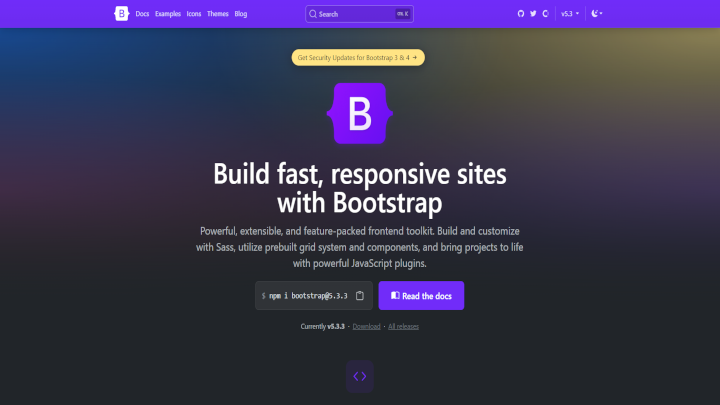 B Docs Examples Icons Themes Blog Search v5.3
Get Security Updates for Bootstrap 3 & 4 →
B
Build fast, responsive sites
with Bootstrap
Powerful, extensible, and feature-packed frontend toolkit. Build and customize
with Sass, utilize prebuilt grid system and components, and bring projects to life
with powerful JavaScript plugins.
$ npm i bootstrap@5.3.3 Read the docs
Currently v5.3.3 · Download · All releases